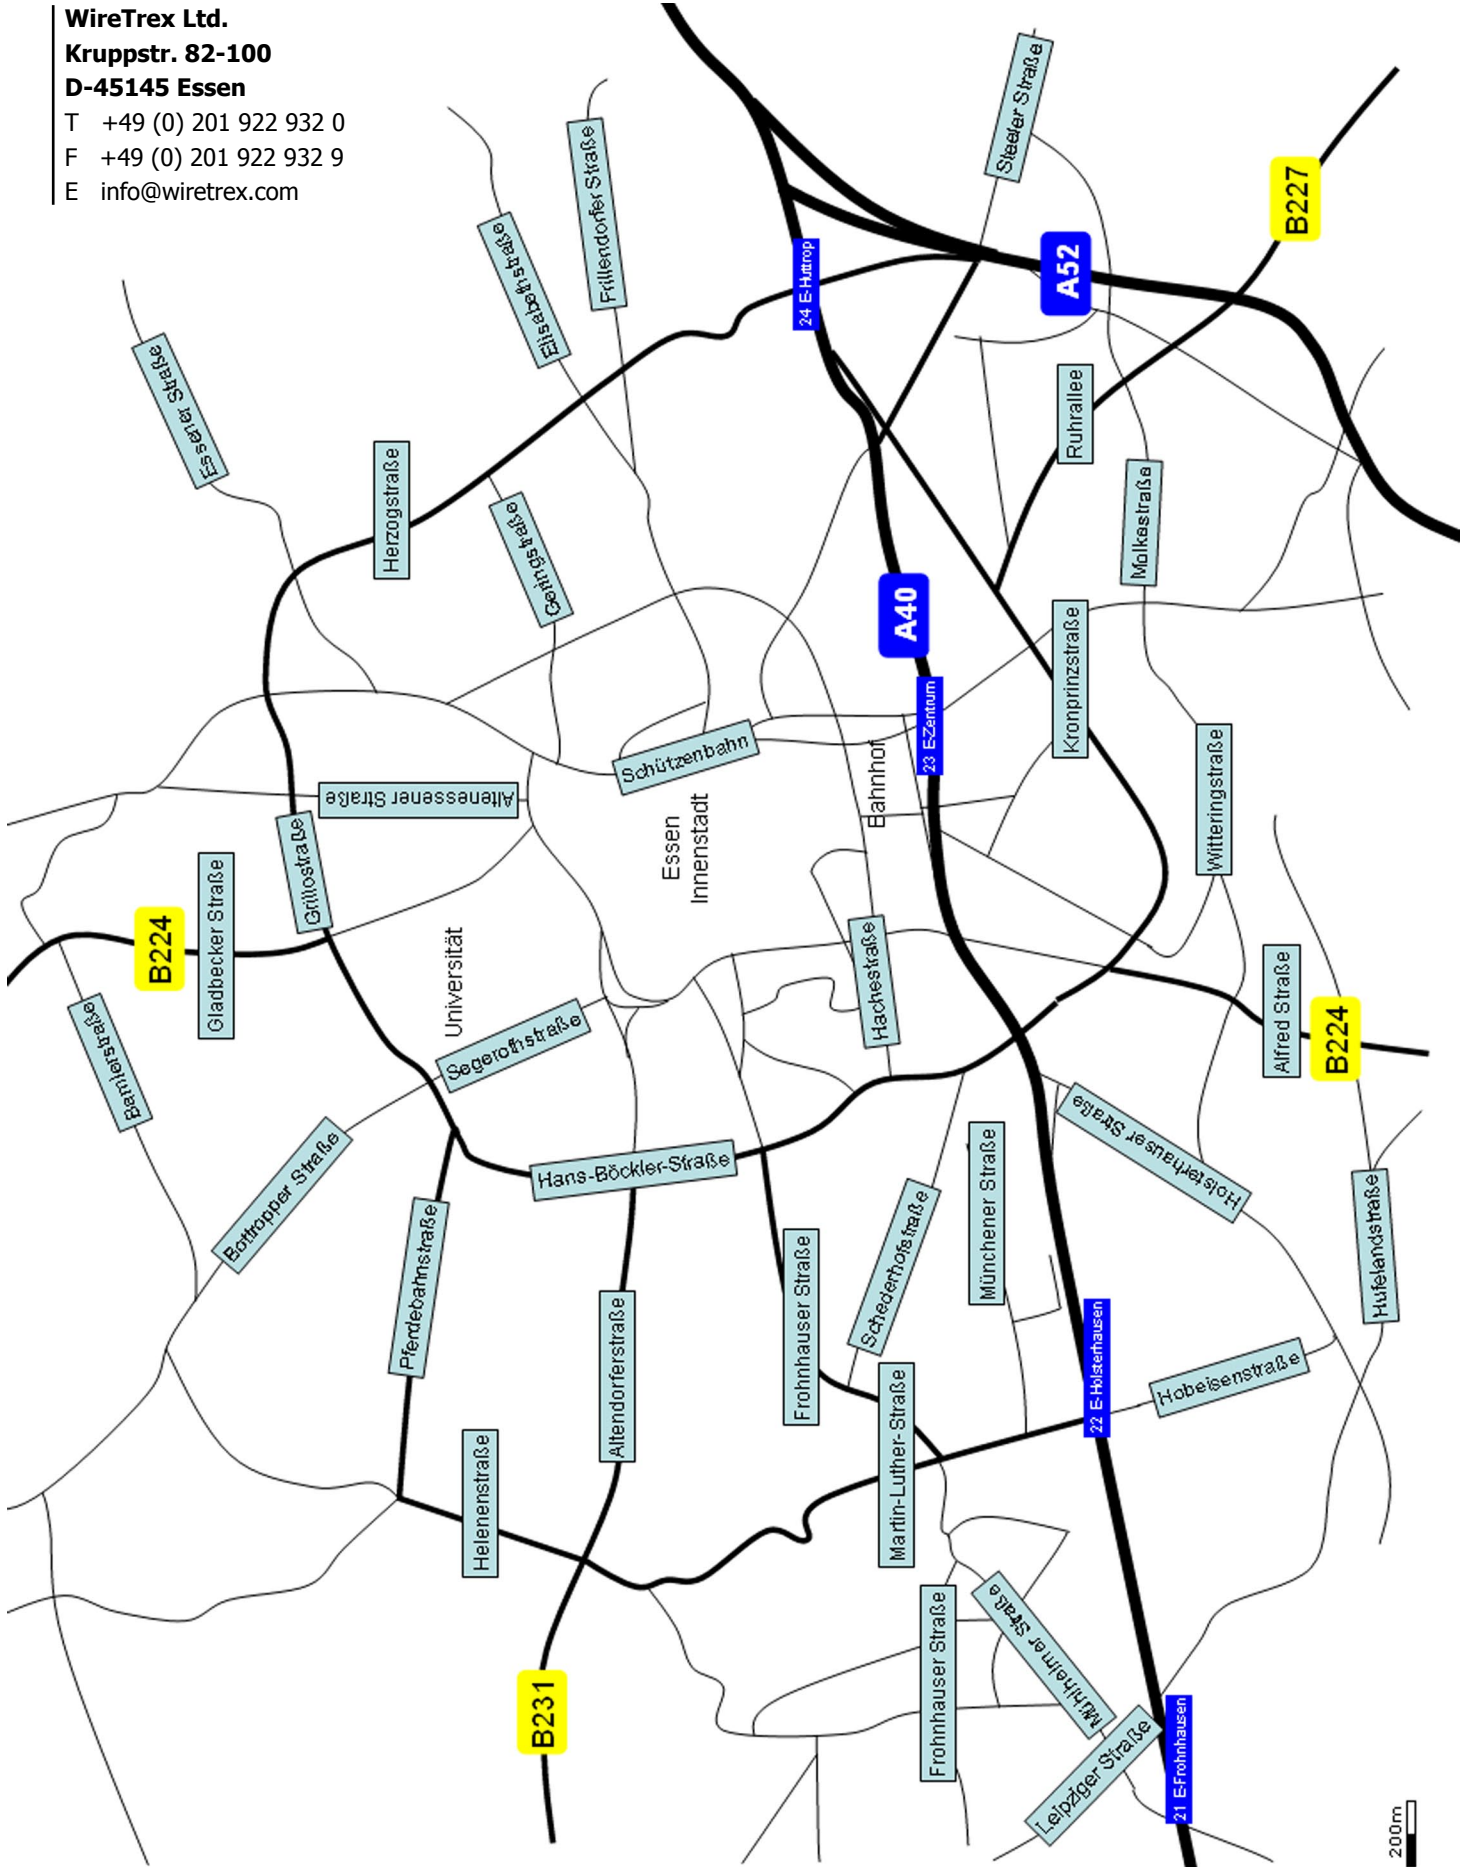 WireTrex Ltd.
Kruppstr. 82-100
D-45145 Essen
T +49 (0) 201 922 932 0
F +49 (0) 201 922 932 9
E info@wiretrex.com
Steeler Straße
Frillendorfer Straße
B227
Elisabethstraße
A52
24 E-Huttrop
Essener Straße
Ruhrallee
Herzogstraße
Molkestraße
Gerlingstraße
A40
Kronprinzstraße
23 E-Zentrum
Schützenbahn
Bahnhof
Witteringstraße
Altenessener Straße
Essen
Innenstadt
Grillostraße
Gladbecker Straße
B224
Universität
Hachestraße
Alfred Straße
B224
Barnierstraße
Segerothstraße
Holsterhauser Straße
Bottropper Straße
Hans-Böckler-Straße
Münchener Straße
Hufelandstraße
Schederhofstraße
Pferdebahnstraße
Frohnhauser Straße
22 E-Holsterhausen
Altendorferstraße
Hobeisenstraße
Martin-Luther-Straße
Helenenstraße
Frohnhauser Straße
Mühlheimer Straße
B231
Leipziger Straße
21 E-Frohnhausen
200m